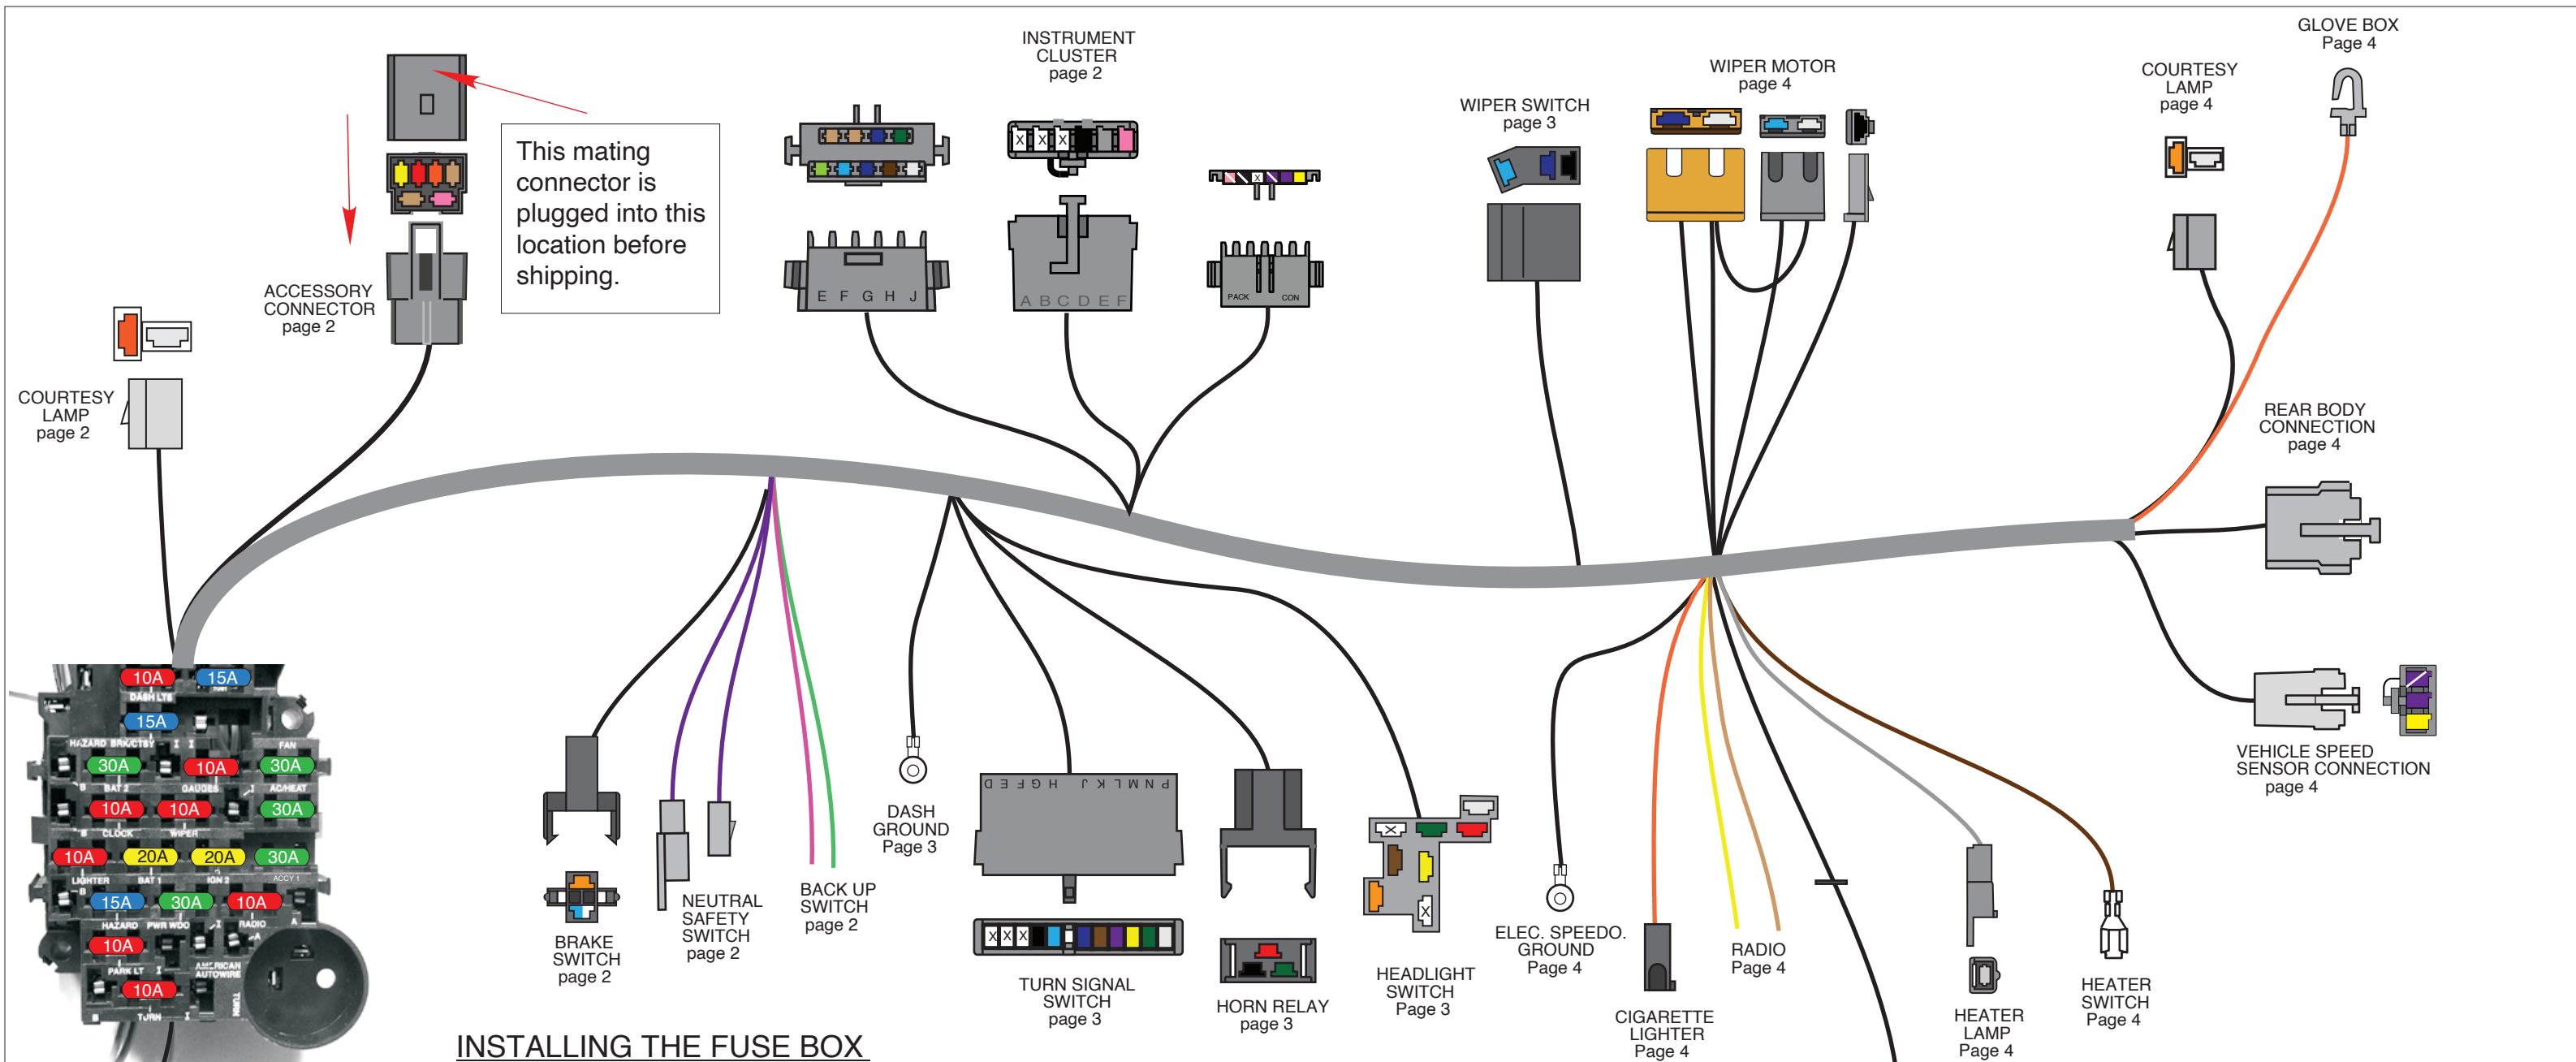 GLOVE BOX
Page 4
INSTRUMENT
CLUSTER
page 2
WIPER MOTOR
page 4
COURTESY
LAMP
page 4
WIPER SWITCH
page 3
This mating
connector is
plugged into this
location before
shipping.
ACCESSORY
CONNECTOR
page 2
X X X
X
E F G H J
A B C D E F
PACK CON
COURTESY
LAMP
page 2
REAR BODY
CONNECTION
page 4
VEHICLE SPEED
SENSOR CONNECTION
page 4
10A 15A
DASH LTS
15A
HAZARD BRK/CTSY I I FAN
30A 10A 30A
B BAT 2 GAUGES I AC/HEAT
10A 10A 30A
B CLOCK WIPER
10A 20A 20A 30A
LIGHTER BAT 1 IGN 2 ACCY 1
B
15A 30A 10A
HAZARD PWR WDO I RADIO A
10A I A
PARK LT I AMERICAN
AUTOWIRE
10A
B TURN I
TURN
BRAKE
SWITCH
page 2
NEUTRAL
SAFETY
SWITCH
page 2
BACK UP
SWITCH
page 2
DASH
GROUND
Page 3
D E F G H J K L M N P
X X X
TURN SIGNAL
SWITCH
page 3
HORN RELAY
page 3
X
X
HEADLIGHT
SWITCH
Page 3
ELEC. SPEEDO.
GROUND
Page 4
CIGARETTE
LIGHTER
Page 4
RADIO
Page 4
HEATER
LAMP
Page 4
HEATER
SWITCH
Page 4
INSTALLING THE FUSE BOX